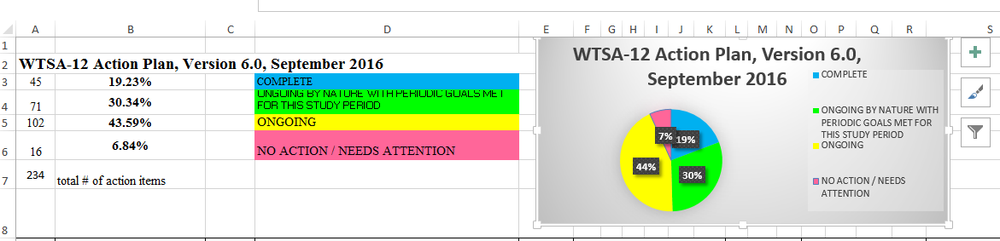 A B C D E F G H I J K L M N O P Q R S
1
2 WTSA-12 Action Plan, Version 6.0, September 2016
3 45 19.23% COMPLETE
4 71 30.34% ONGOING BY NATURE WITH PERIODIC GOALS MET
FOR THIS STUDY PERIOD
5 102 43.59% ONGOING
6 16 6.84% NO ACTION / NEEDS ATTENTION
7 234 total # of action items
8
WTSA-12 Action Plan, Version 6.0,
September 2016
7% 19%
44%
30%
COMPLETE
ONGOING BY NATURE WITH
PERIODIC GOALS MET FOR
THIS STUDY PERIOD
ONGOING
NO ACTION / NEEDS
ATTENTION